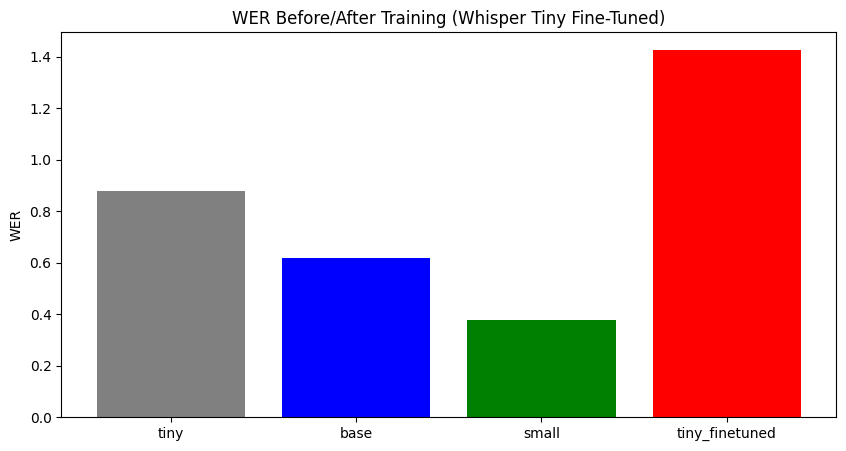 WER Before/After Training (Whisper Tiny Fine-Tuned)
1.4
1.2
1.0
0.8
0.6
0.4
0.2
0.0
WER
tiny base small tiny_finetuned